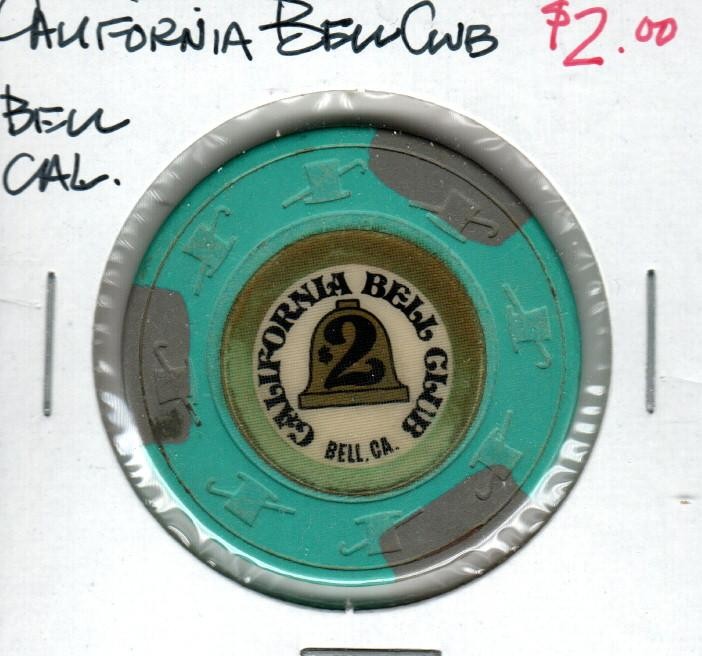 CALIFORNIA BELL CLUB $2.00
BELL
CAL.
CALIFORNIA BELL CLUB
$2
BELL, CA.